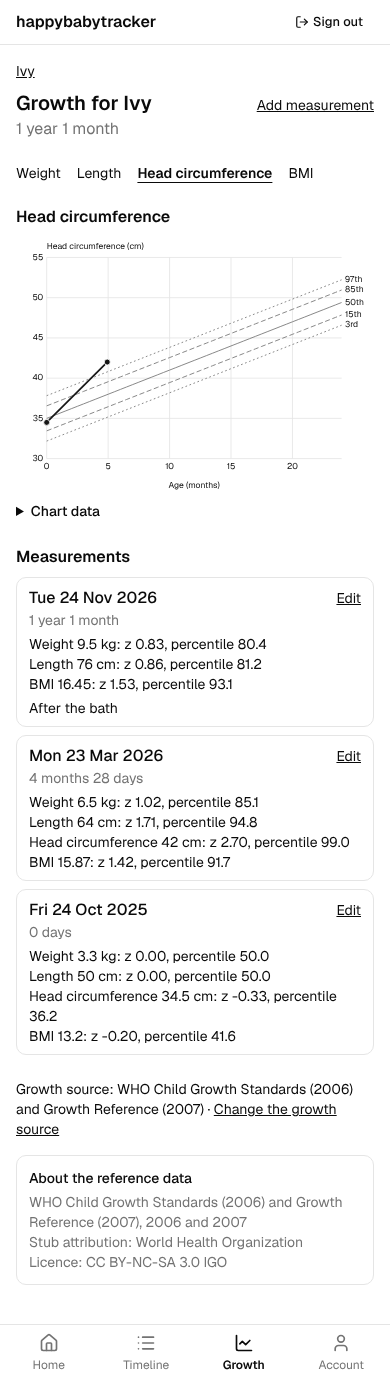 happybabytracker
Sign out
Ivy
Growth for Ivy
Add measurement
1 year 1 month
Weight
Length
Head circumference
BMI
Head circumference
Head circumference (cm)
55
50
45
40
35
30
0
5
10
15
20
97th
85th
50th
15th
3rd
Age (months)
Chart data
Measurements
Tue 24 Nov 2026
Edit
1 year 1 month
Weight 9.5 kg: z 0.83, percentile 80.4
Length 76 cm: z 0.86, percentile 81.2
BMI 16.45: z 1.53, percentile 93.1
After the bath
Mon 23 Mar 2026
Edit
4 months 28 days
Weight 6.5 kg: z 1.02, percentile 85.1
Length 64 cm: z 1.71, percentile 94.8
Head circumference 42 cm: z 2.70, percentile 99.0
BMI 15.87: z 1.42, percentile 91.7
Fri 24 Oct 2025
Edit
0 days
Weight 3.3 kg: z 0.00, percentile 50.0
Length 50 cm: z 0.00, percentile 50.0
Head circumference 34.5 cm: z -0.33, percentile
36.2
BMI 13.2: z -0.20, percentile 41.6
Growth source: WHO Child Growth Standards (2006)
and Growth Reference (2007) · Change the growth
source
About the reference data
WHO Child Growth Standards (2006) and Growth
Reference (2007), 2006 and 2007
Stub attribution: World Health Organization
Licence: CC BY-NC-SA 3.0 IGO
Home
Timeline
Growth
Account